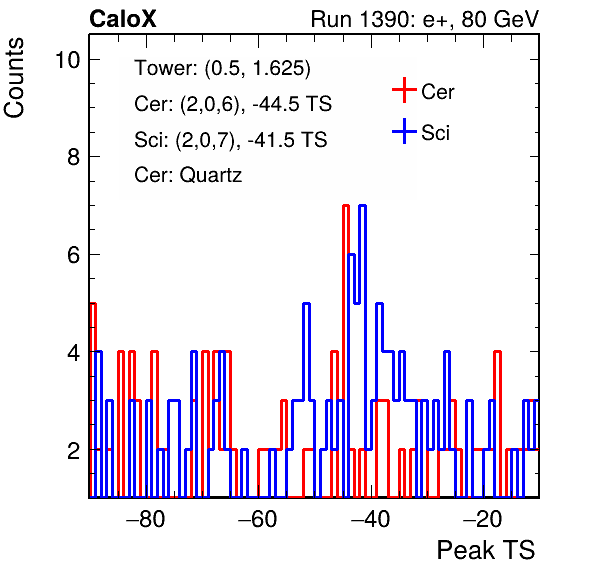 CaloX Run 1390: e+, 80 GeV
Counts
Tower: (0.5, 1.625)
Cer: (2,0,6), -44.5 TS
Sci: (2,0,7), -41.5 TS
Cer: Quartz
Cer
Sci
10
8
6
4
2
−80 −60 −40 −20
Peak TS